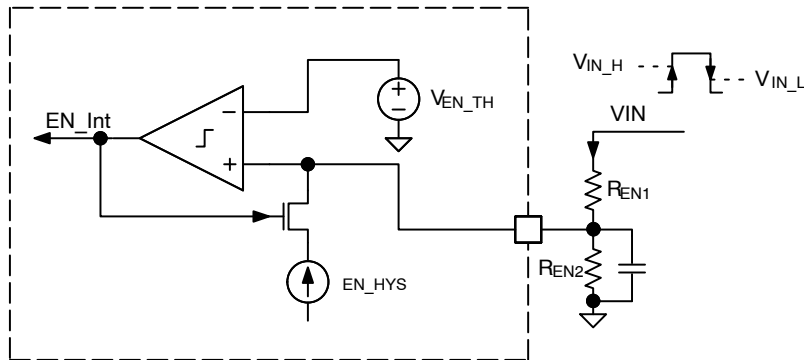 V_IN_H
V_IN_L
EN_Int
−
+
−
+
V_EN_TH
VIN
R_EN1
R_EN2
EN_HYS